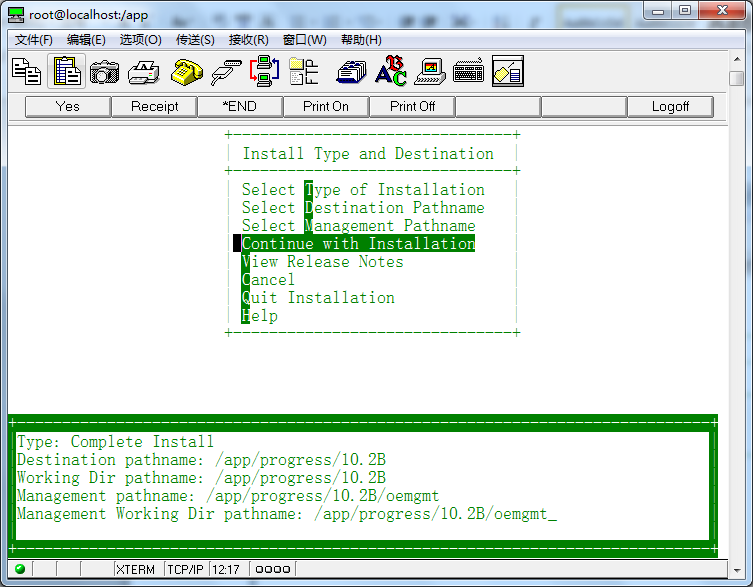 root@localhost:/app
文件(F) 编辑(E) 选项(O) 传送(S) 接收(R) 窗口(W) 帮助(H)
Yes Receipt *END Print On Print Off Logoff
Install Type and Destination
Select Type of Installation
Select Destination Pathname
Select Management Pathname
Continue with Installation
View Release Notes
Cancel
Quit Installation
Help
Type: Complete Install
Destination pathname: /app/progress/10.2B
Working Dir pathname: /app/progress/10.2B
Management pathname: /app/progress/10.2B/oemgmt
Management Working Dir pathname: /app/progress/10.2B/oemgmt_
XTERM TCP/IP 12:17